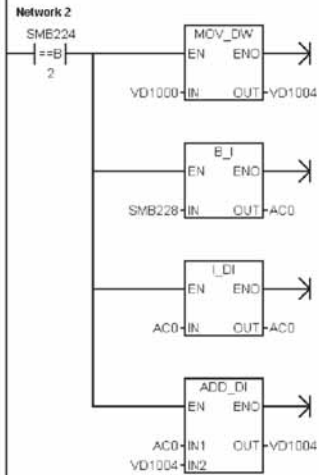 Network 2
SMB224
==B
2
MOV_DW
EN ENO
VD1000 IN OUT VD1004
B_I
EN ENO
SMB228 IN OUT AC0
I_DI
EN ENO
AC0 IN OUT AC0
ADD_DI
EN ENO
AC0 IN1 OUT VD1004
VD1004 IN2